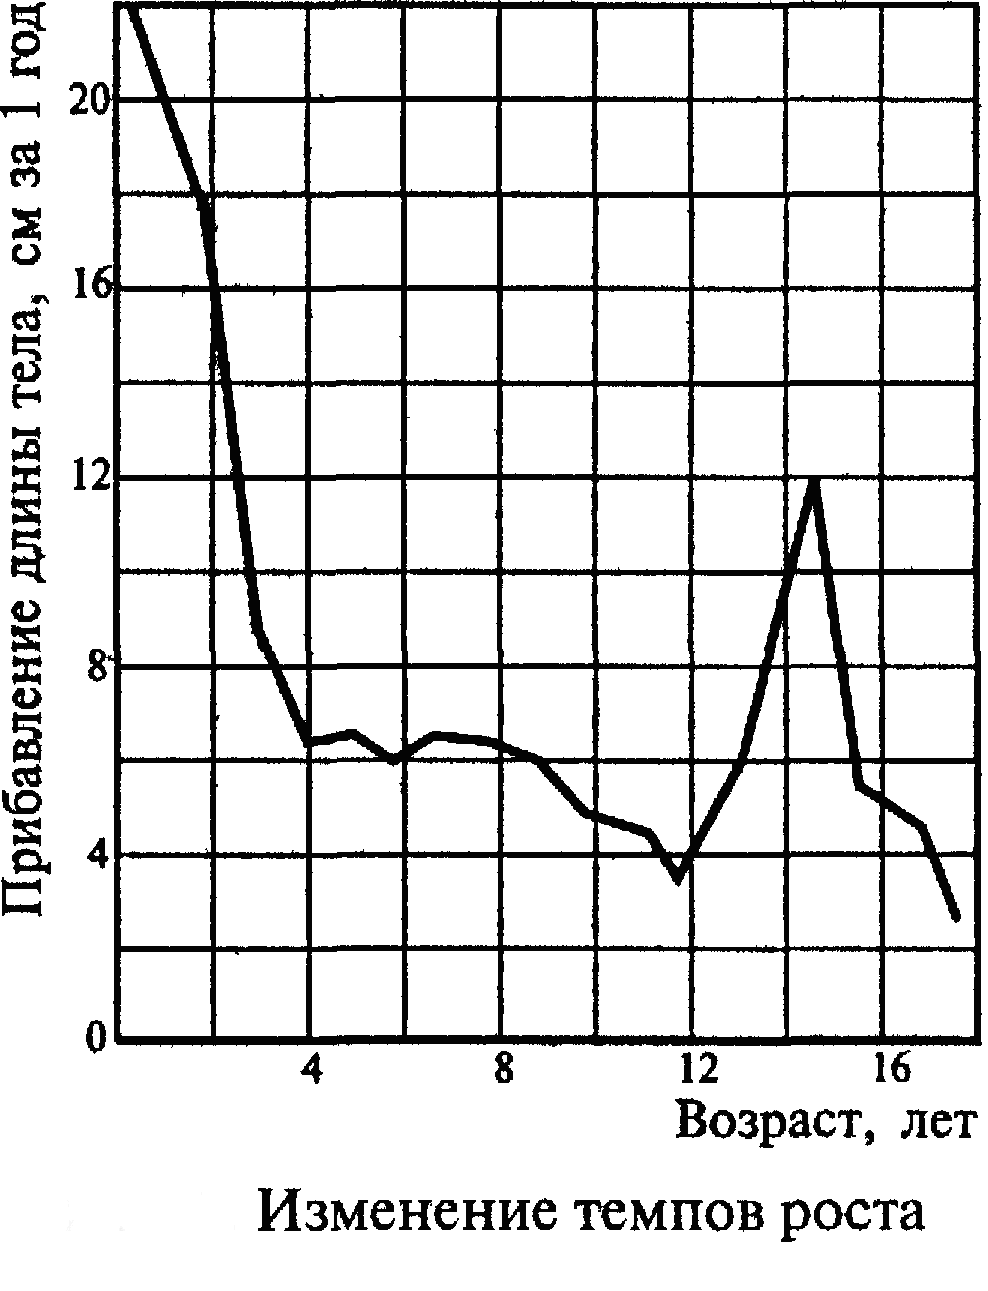 Прибавление длины тела, см за 1 год
20
16
12
8
4
0
4 8 12 16
Возраст, лет
Изменение темпов роста